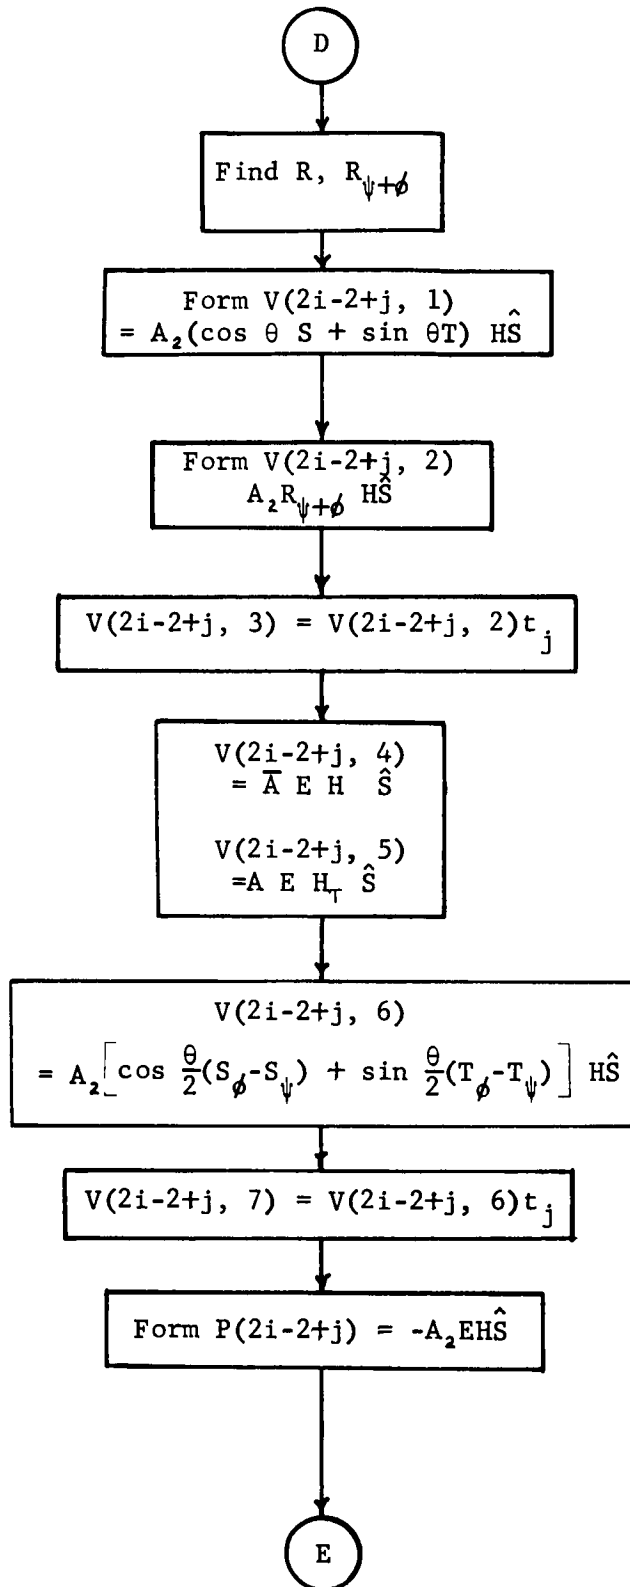 D
Find R, R_ψ+φ
Form V(2i-2+j, 1)
= A₂(cos θ S + sin θT) HŜ
Form V(2i-2+j, 2)
A₂R_ψ+φ HŜ
V(2i-2+j, 3) = V(2i-2+j, 2)t_j
V(2i-2+j, 4)
= A̅ E H Ŝ
V(2i-2+j, 5)
=A E H_T Ŝ
V(2i-2+j, 6)
= A₂[cos θ/2(S_φ-S_ψ) + sin θ/2(T_φ-T_ψ)] HŜ
V(2i-2+j, 7) = V(2i-2+j, 6)t_j
Form P(2i-2+j) = -A₂EHŜ
E